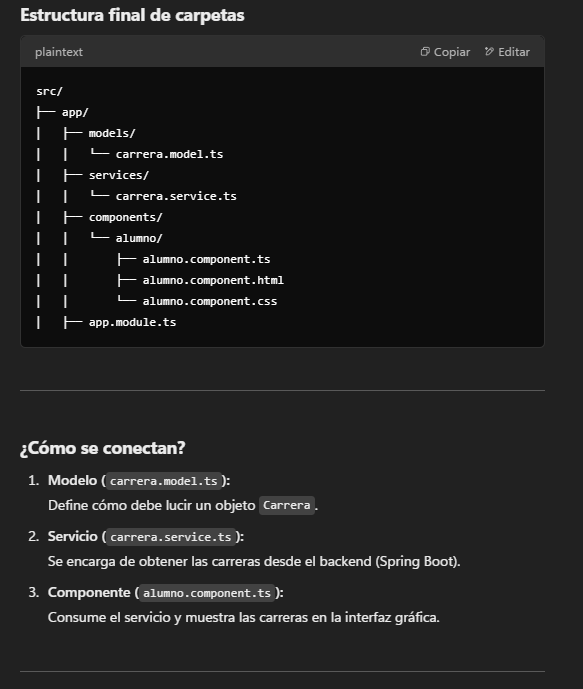 Estructura final de carpetas
plaintext Copiar Editar
src/
├── app/
│   ├── models/
│   │   └── carrera.model.ts
│   ├── services/
│   │   └── carrera.service.ts
│   ├── components/
│   │   └── alumno/
│   │       ├── alumno.component.ts
│   │       ├── alumno.component.html
│   │       └── alumno.component.css
│   ├── app.module.ts
¿Cómo se conectan?
1. Modelo (carrera.model.ts):
Define cómo debe lucir un objeto Carrera.
2. Servicio (carrera.service.ts):
Se encarga de obtener las carreras desde el backend (Spring Boot).
3. Componente (alumno.component.ts):
Consume el servicio y muestra las carreras en la interfaz gráfica.